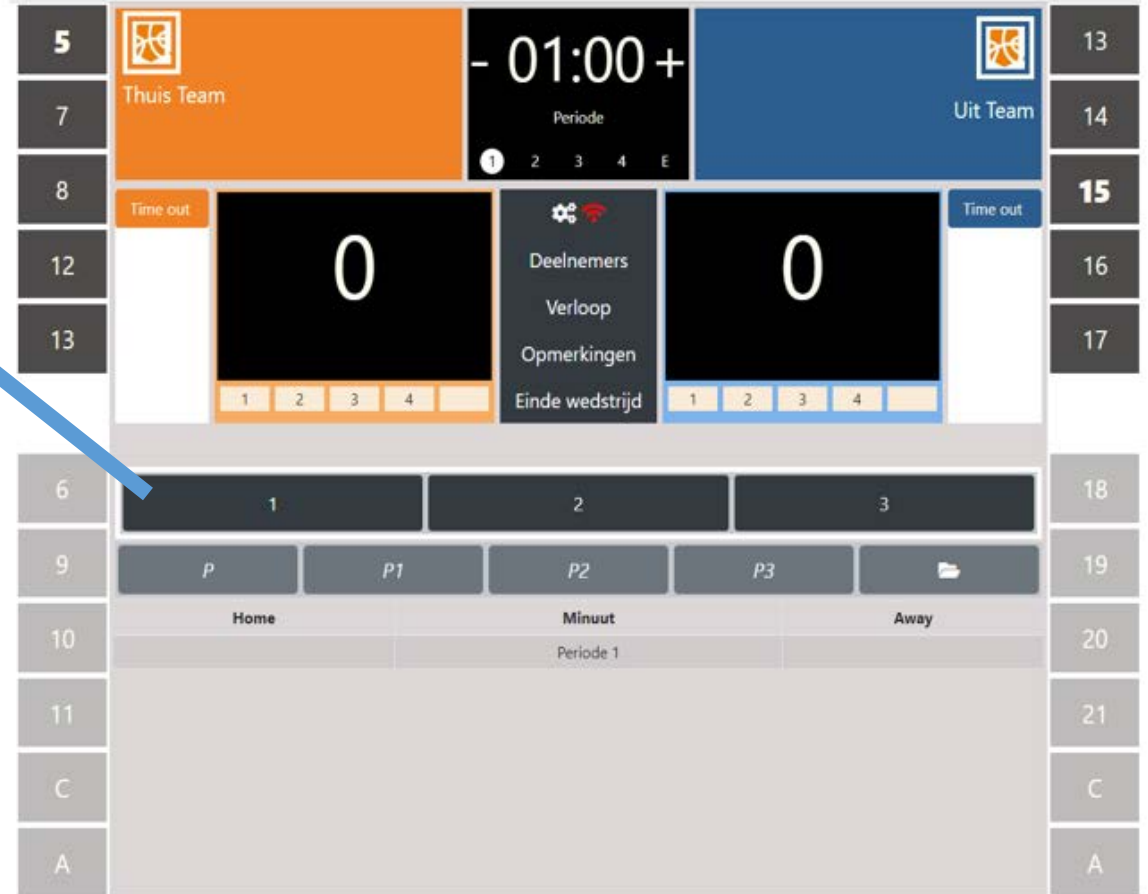 5
13
- 01:00 +
Thuis Team
Uit Team
7
Periode
14
1 2 3 4 E
8
15
Time out
Time out
0
0
12
Deelnemers
16
Verloop
13
Opmerkingen
17
1 2 3 4
Einde wedstrijd
1 2 3 4
6
1 2 3
18
9
P P1 P2 P3
19
Home Minuut Away
10
Periode 1
20
11
21
C
C
A
A